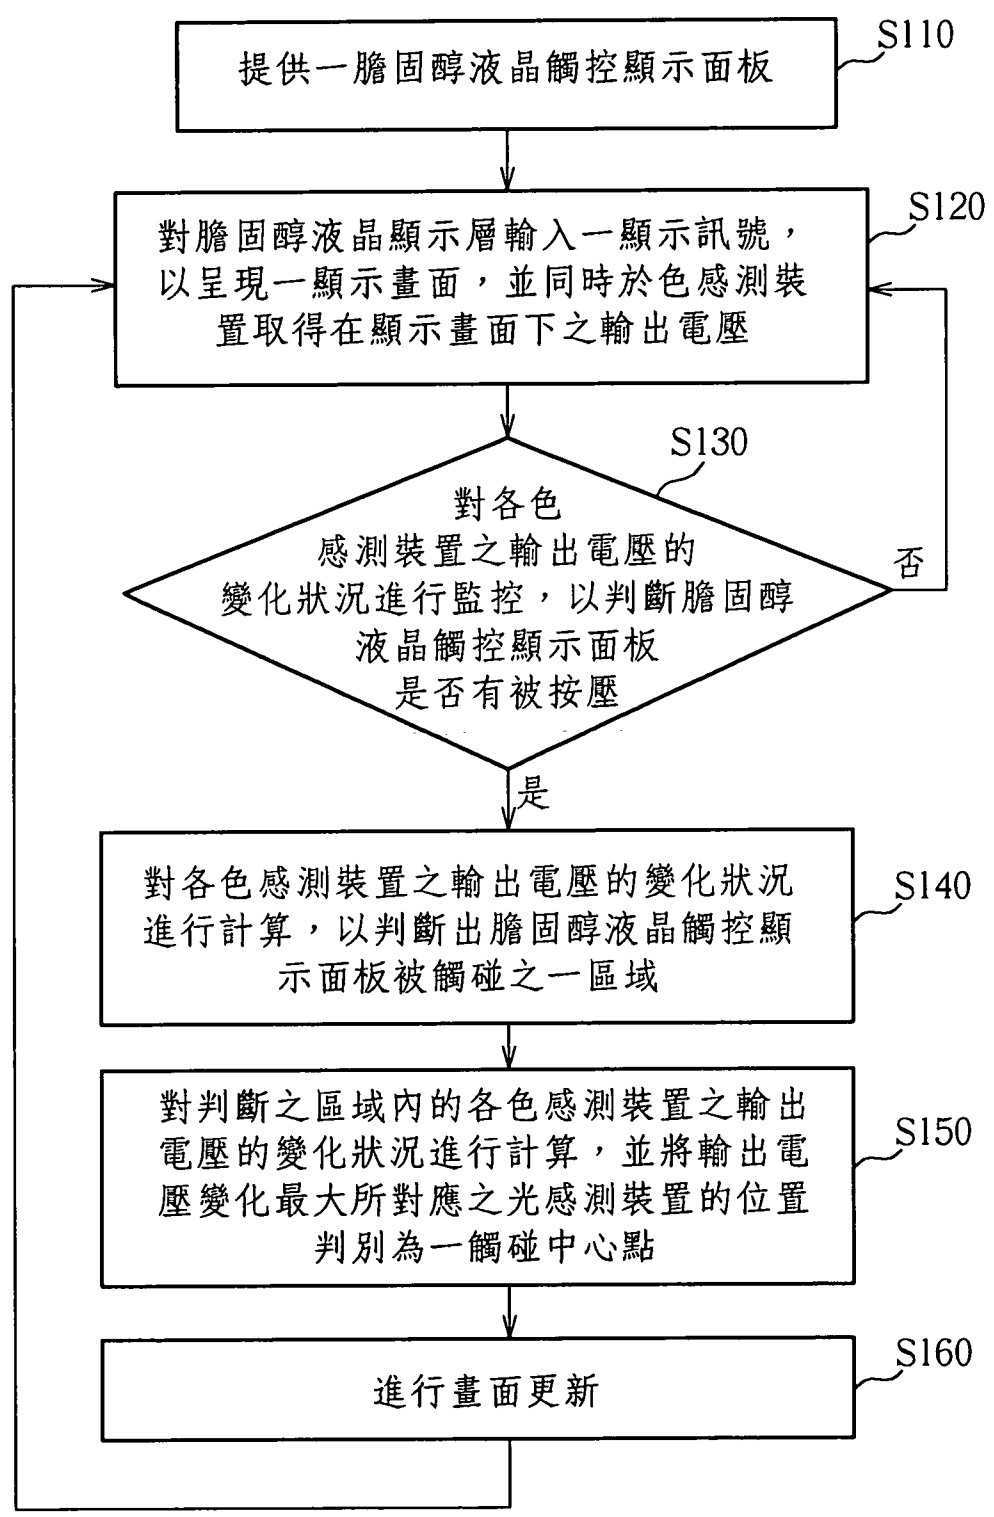 S110
提供一膽固醇液晶觸控顯示面板
S120
對膽固醇液晶顯示層輸入一顯示訊號，
以呈現一顯示畫面，並同時於色感測裝
置取得在顯示畫面下之輸出電壓
S130
對各色
感測裝置之輸出電壓的
變化狀況進行監控，以判斷膽固醇
液晶觸控顯示面板
是否有被按壓
否
是
S140
對各色感測裝置之輸出電壓的變化狀況
進行計算，以判斷出膽固醇液晶觸控顯
示面板被觸碰之一區域
S150
對判斷之區域內的各色感測裝置之輸出
電壓的變化狀況進行計算，並將輸出電
壓變化最大所對應之光感測裝置的位置
判別為一觸碰中心點
S160
進行畫面更新